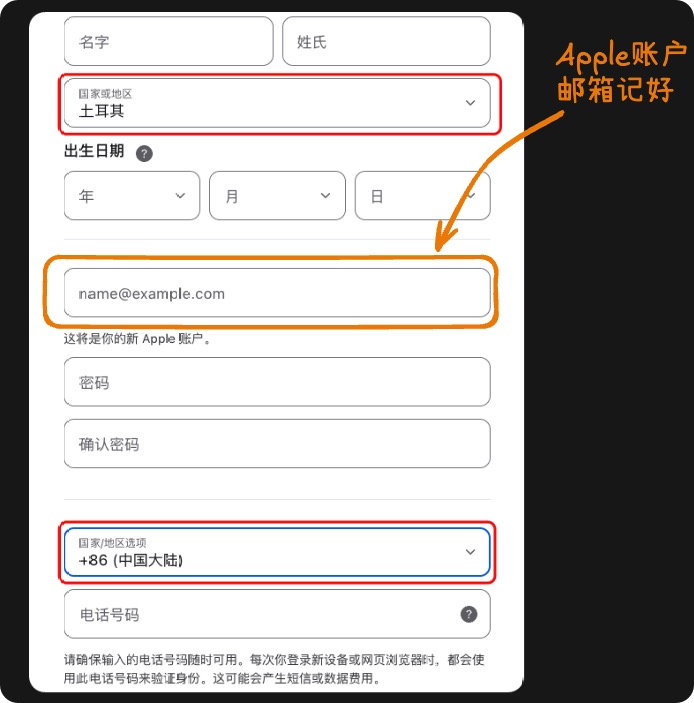 名字
姓氏
Apple账户
邮箱记好
国家或地区
土耳其
出生日期 ?
年
月
日
name@example.com
这将是你的新 Apple 账户。
密码
确认密码
国家/地区选项
+86 (中国大陆)
电话号码 ?
请确保输入的电话号码随时可用。每次你登录新设备或网页浏览器时，都会使
用此电话号码来验证身份。这可能会产生短信或数据费用。